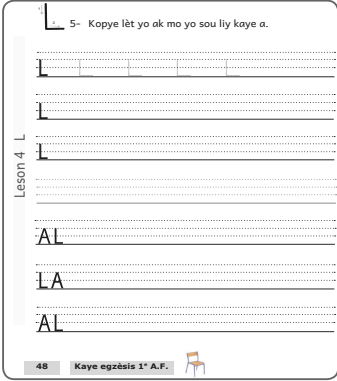 L 5- Kopye lèt yo ak mo yo sou liy kaye a.
L L L L L
L
L
Leson 4 L
AL
LA
AL
48 Kaye egzèsis 1e A.F.